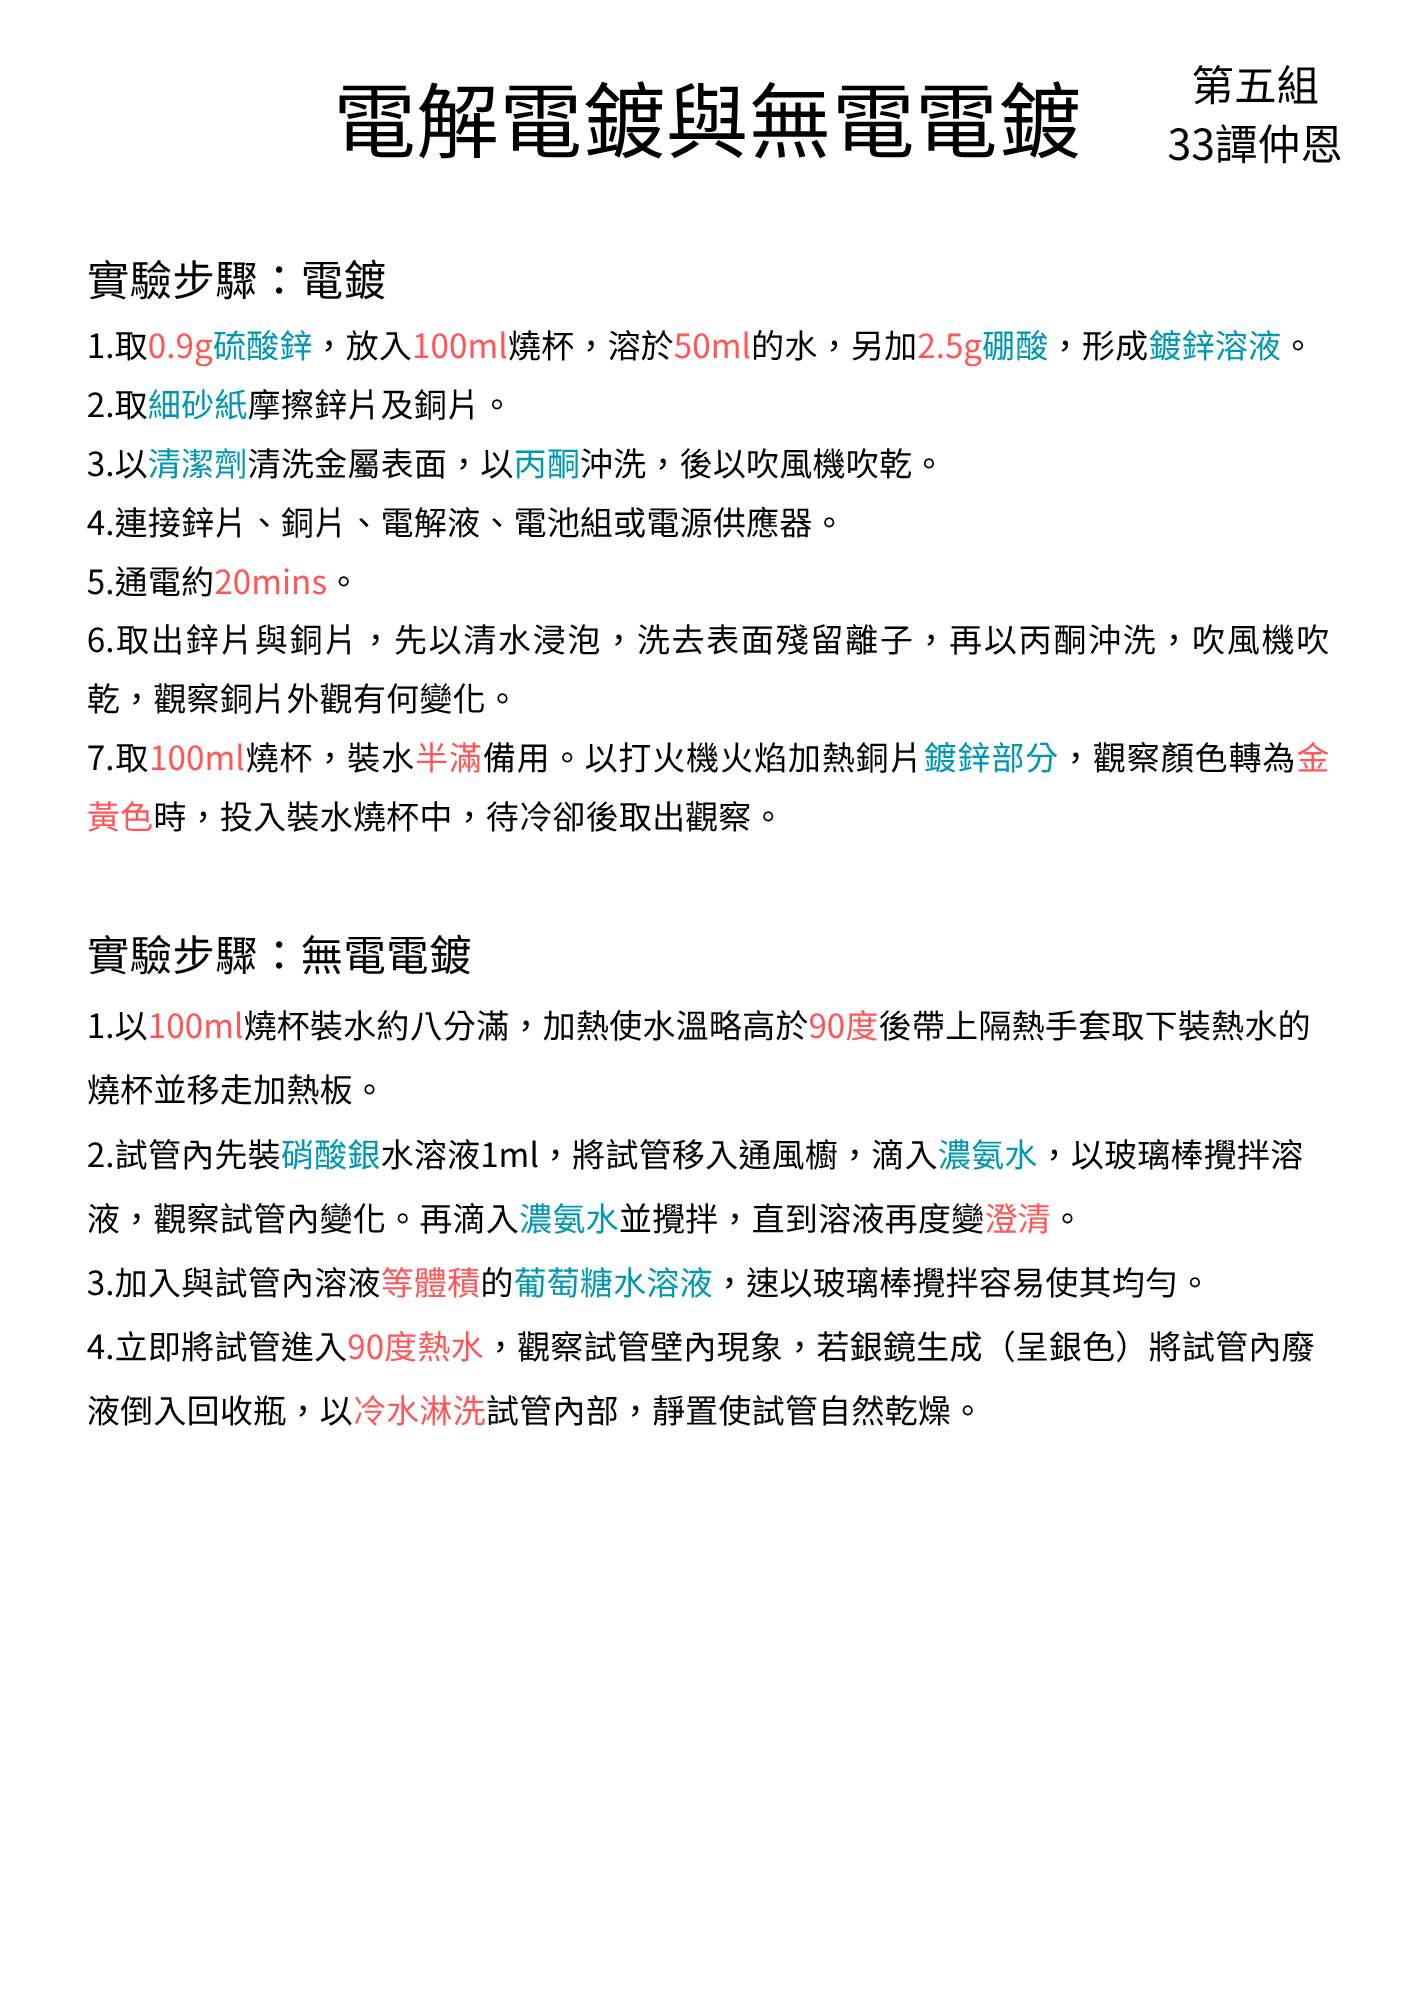 電解電鍍與無電電鍍
第五組
33譚仲恩
實驗步驟：電鍍
1.取0.9g硫酸鋅，放入100ml燒杯，溶於50ml的水，另加2.5g硼酸，形成鍍鋅溶液。
2.取細砂紙摩擦鋅片及銅片。
3.以清潔劑清洗金屬表面，以丙酮沖洗，後以吹風機吹乾。
4.連接鋅片、銅片、電解液、電池組或電源供應器。
5.通電約20mins。
6.取出鋅片與銅片，先以清水浸泡，洗去表面殘留離子，再以丙酮沖洗，吹風機吹
乾，觀察銅片外觀有何變化。
7.取100ml燒杯，裝水半滿備用。以打火機火焰加熱銅片鍍鋅部分，觀察顏色轉為金
黃色時，投入裝水燒杯中，待冷卻後取出觀察。
實驗步驟：無電電鍍
1.以100ml燒杯裝水約八分滿，加熱使水溫略高於90度後帶上隔熱手套取下裝熱水的
燒杯並移走加熱板。
2.試管內先裝硝酸銀水溶液1ml，將試管移入通風櫥，滴入濃氨水，以玻璃棒攪拌溶
液，觀察試管內變化。再滴入濃氨水並攪拌，直到溶液再度變澄清。
3.加入與試管內溶液等體積的葡萄糖水溶液，速以玻璃棒攪拌容易使其均勻。
4.立即將試管進入90度熱水，觀察試管壁內現象，若銀鏡生成（呈銀色）將試管內廢
液倒入回收瓶，以冷水淋洗試管內部，靜置使試管自然乾燥。